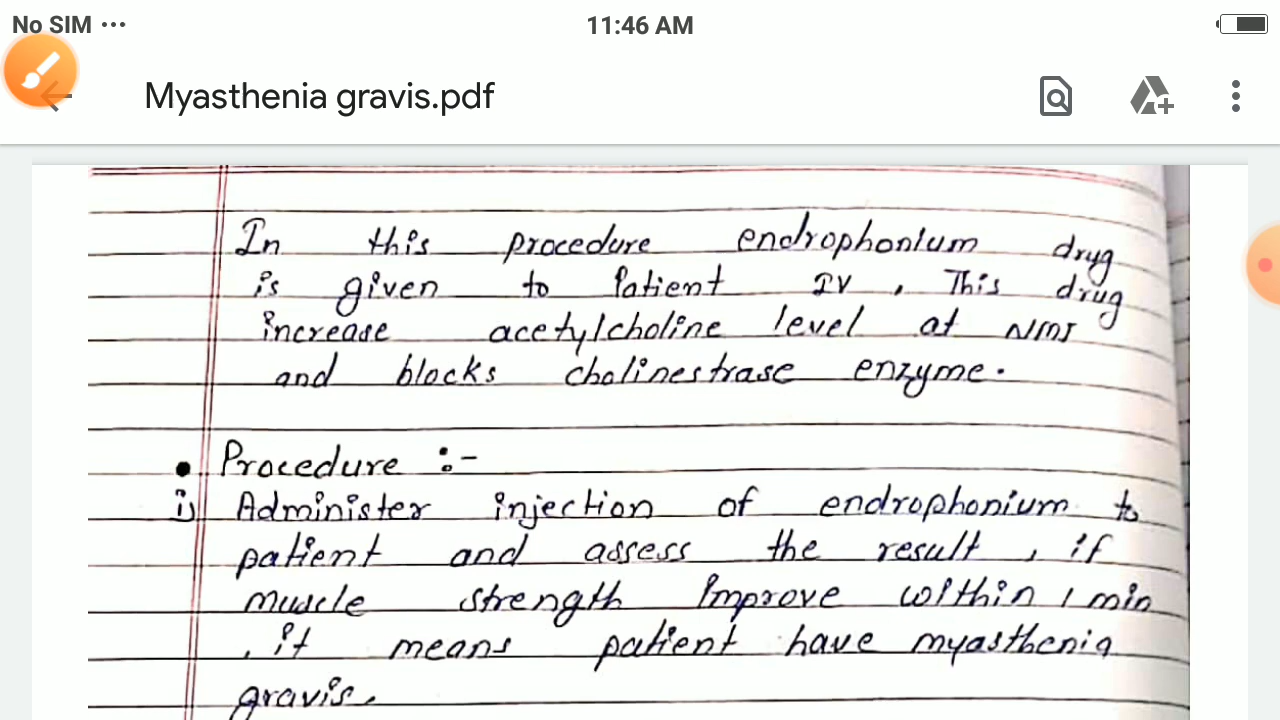 No SIM ...
11:46 AM
Myasthenia gravis.pdf
In this procedure endrophonium drug
is given to Patient IV , This drug
increase acetylcholine level at NMJ
and blocks cholinestrase enzyme.
• Procedure :-
i) Administer injection of endrophonium to
patient and assess the result , if
muscle strength Improve within 1 min
, it means patient have myasthenia
gravis.